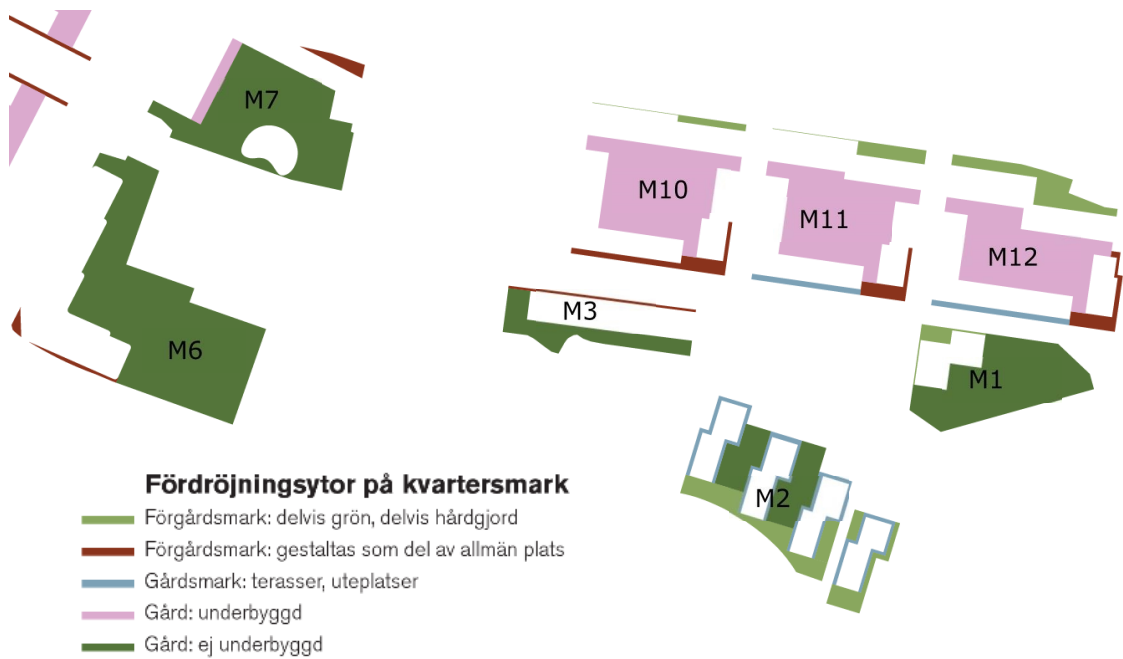 M7
M10
M11
M12
M3
M6
M1
M2
Fördröjningsytor på kvartersmark
Förgårdsmark: delvis grön, delvis hårdgjord
Förgårdsmark: gestaltas som del av allmän plats
Gårdsmark: terasser, uteplatser
Gård: underbyggd
Gård: ej underbyggd